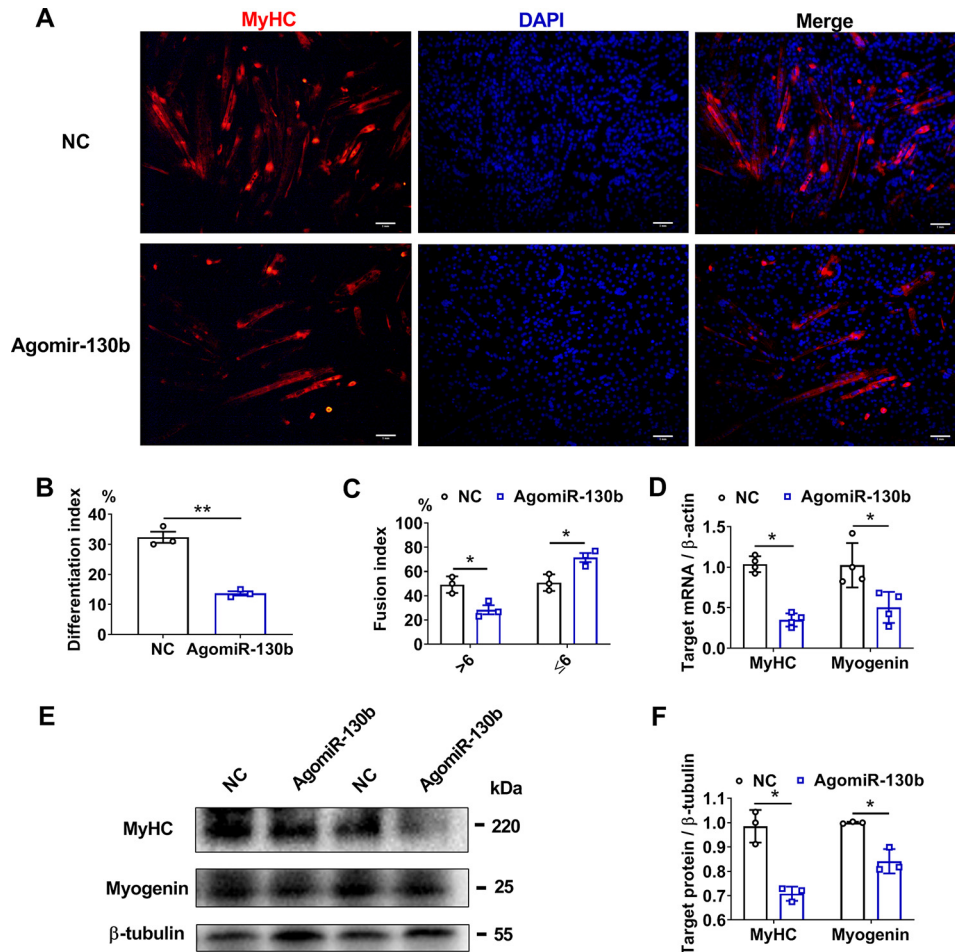 A
MyHC
DAPI
Merge
NC
Agomir-130b
B
%
Differentiation index
40
30
20
10
0
**
NC
AgomiR-130b
C
NC
AgomiR-130b
%
Fusion index
100
80
60
40
20
0
*
*
>6
≤6
D
NC
AgomiR-130b
Target mRNA / β-actin
1.5
1.0
0.5
0.0
*
*
MyHC
Myogenin
E
NC
AgomiR-130b
NC
AgomiR-130b
kDa
MyHC
220
Myogenin
25
β-tubulin
55
F
NC
AgomiR-130b
Target protein / β-tubulin
1.1
1.0
0.9
0.8
0.7
0.6
*
*
MyHC
Myogenin